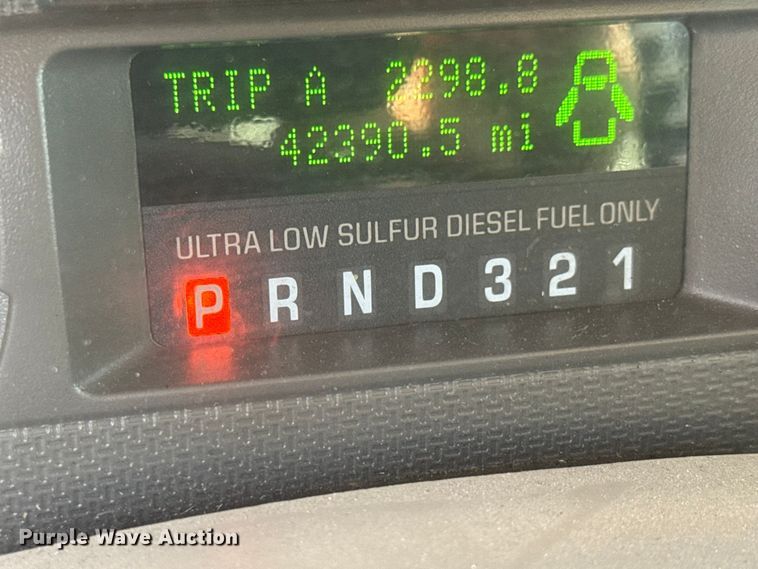 TRIP A 2298.8
42390.5 mi
ULTRA LOW SULFUR DIESEL FUEL ONLY
P R N D 3 2 1
Purple Wave Auction